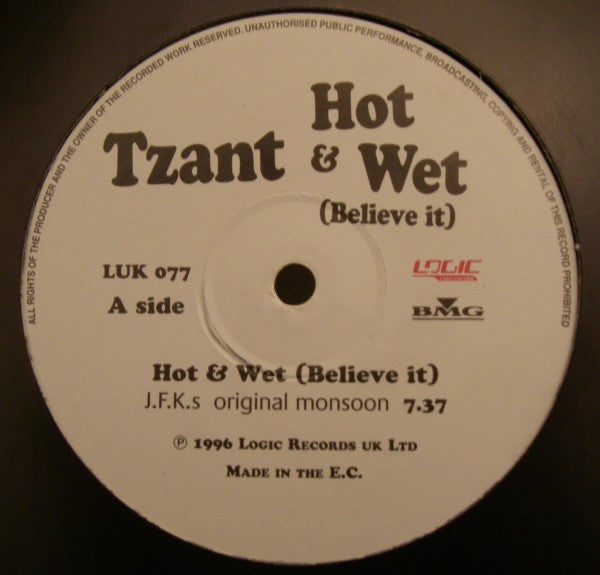 ALL RIGHTS OF THE PRODUCER AND THE OWNER OF THE RECORDED WORK RESERVED. UNAUTHORISED PUBLIC PERFORMANCE, BROADCASTING, COPYING AND RENTAL OF THIS RECORD PROHIBITED
Hot
Tzant & Wet
(Believe it)
LUK 077
LOGIC
records
A side
BMG
Hot & Wet (Believe it)
J.F.K.s original monsoon 7.37
℗ 1996 Logic Records UK Ltd
Made in the E.C.